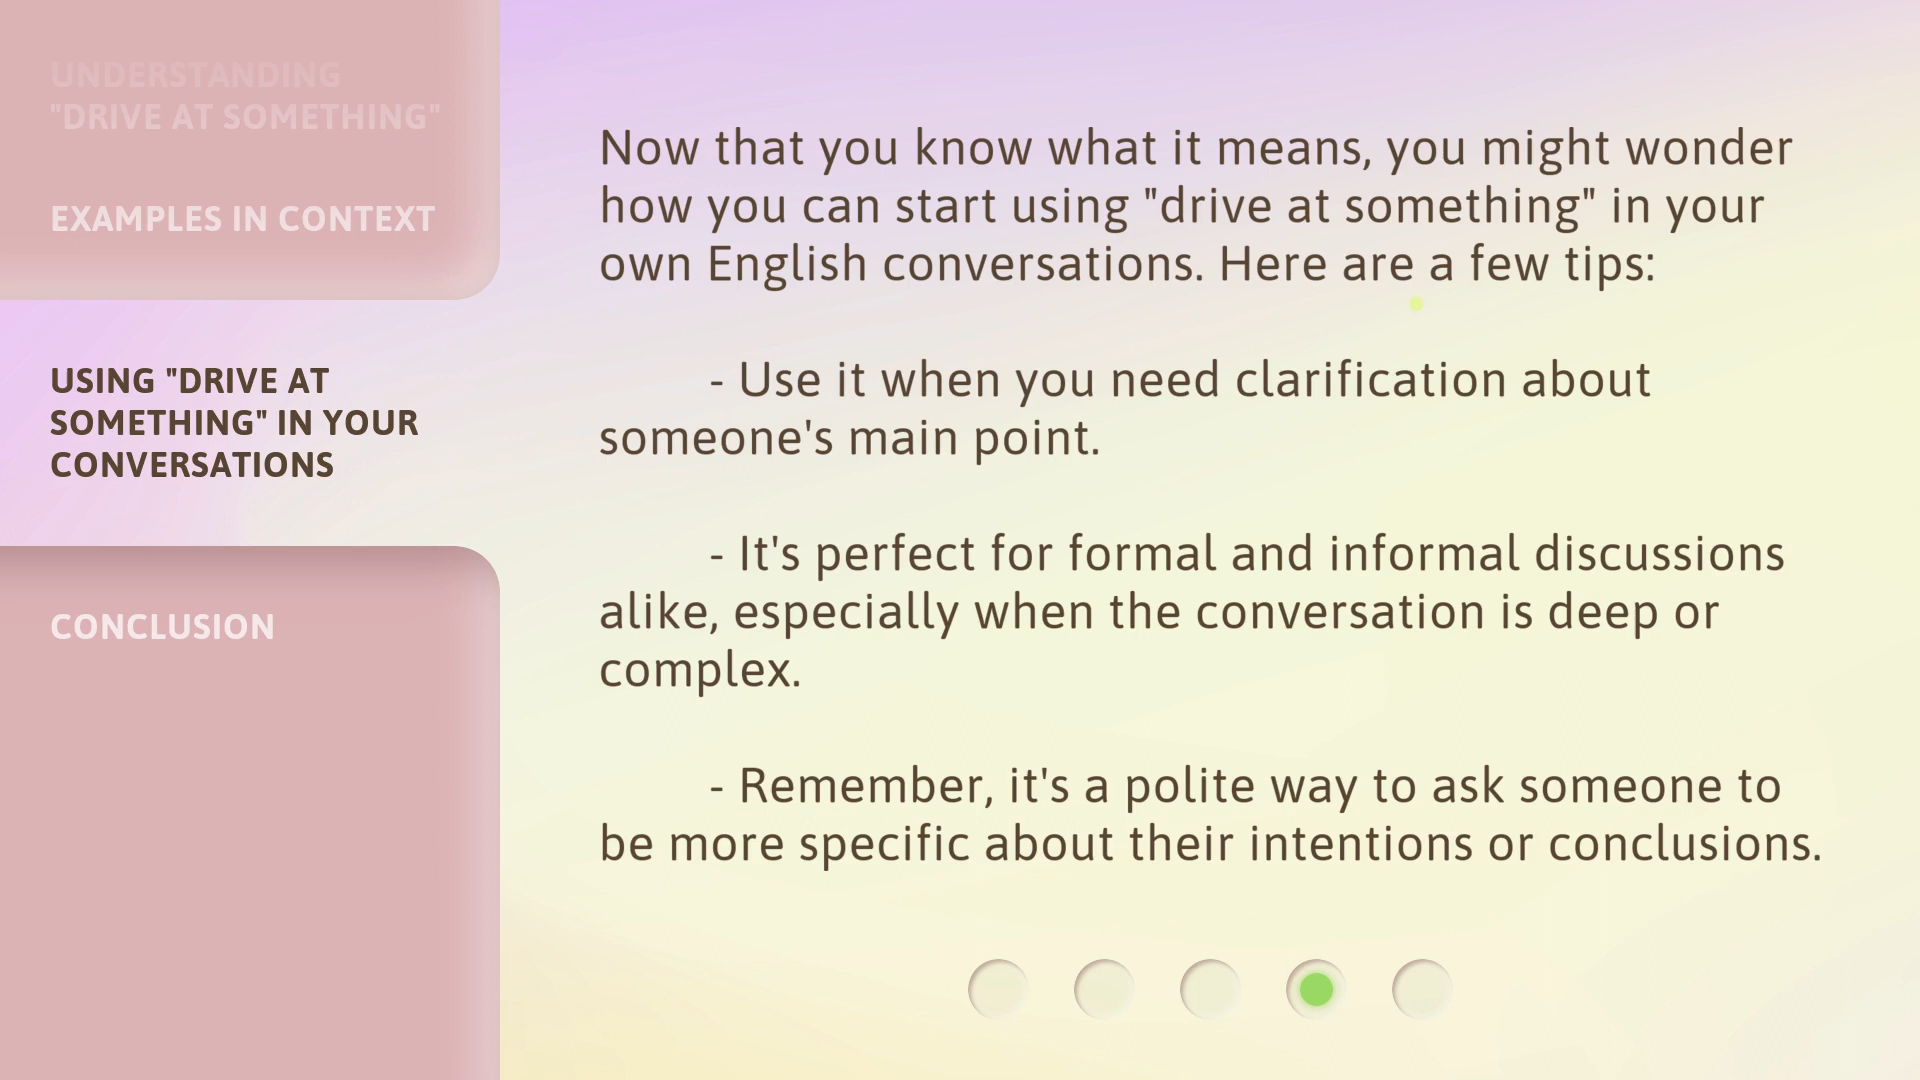 UNDERSTANDING
"DRIVE AT SOMETHING"
EXAMPLES IN CONTEXT
USING "DRIVE AT
SOMETHING" IN YOUR
CONVERSATIONS
CONCLUSION
Now that you know what it means, you might wonder
how you can start using "drive at something" in your
own English conversations. Here are a few tips:
- Use it when you need clarification about
someone's main point.
- It's perfect for formal and informal discussions
alike, especially when the conversation is deep or
complex.
- Remember, it's a polite way to ask someone to
be more specific about their intentions or conclusions.